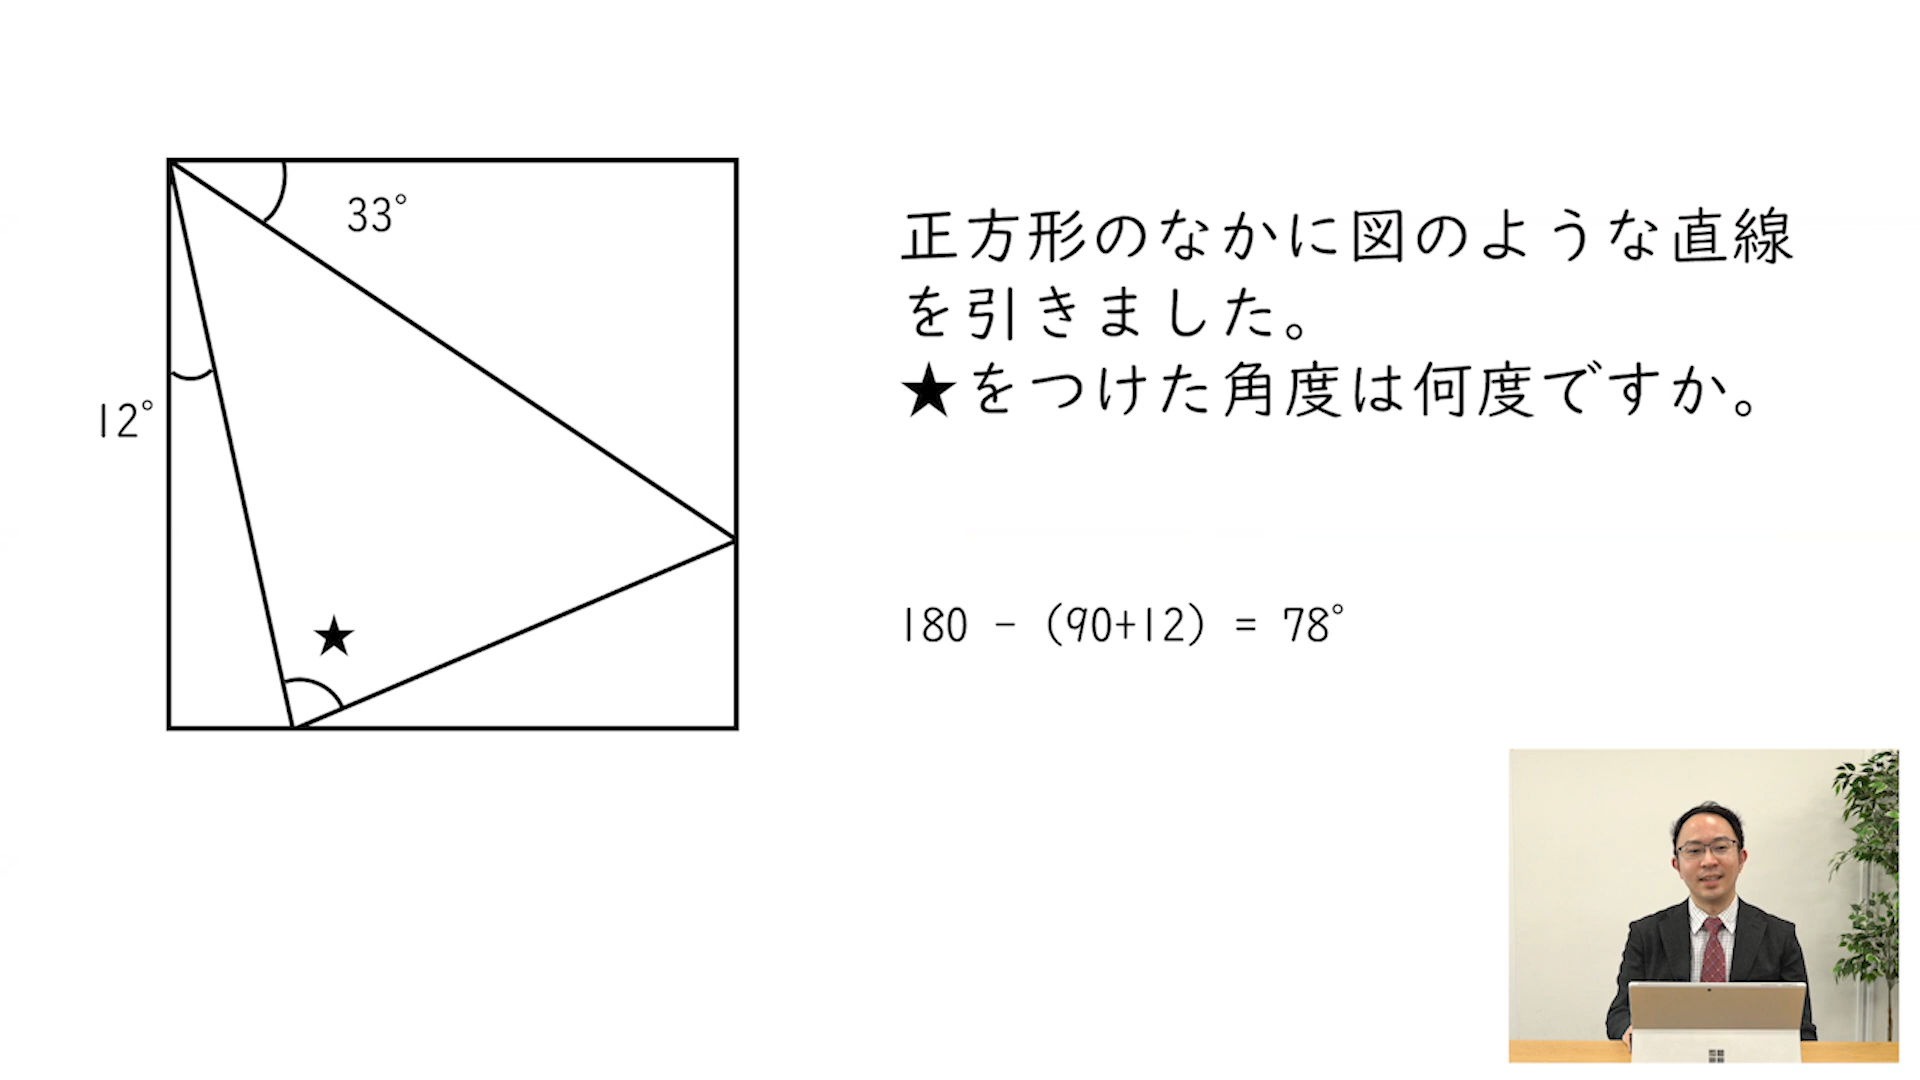 33°
12°
★
正方形のなかに図のような直線
を引きました。
★をつけた角度は何度ですか。
180 - (90+12) = 78°